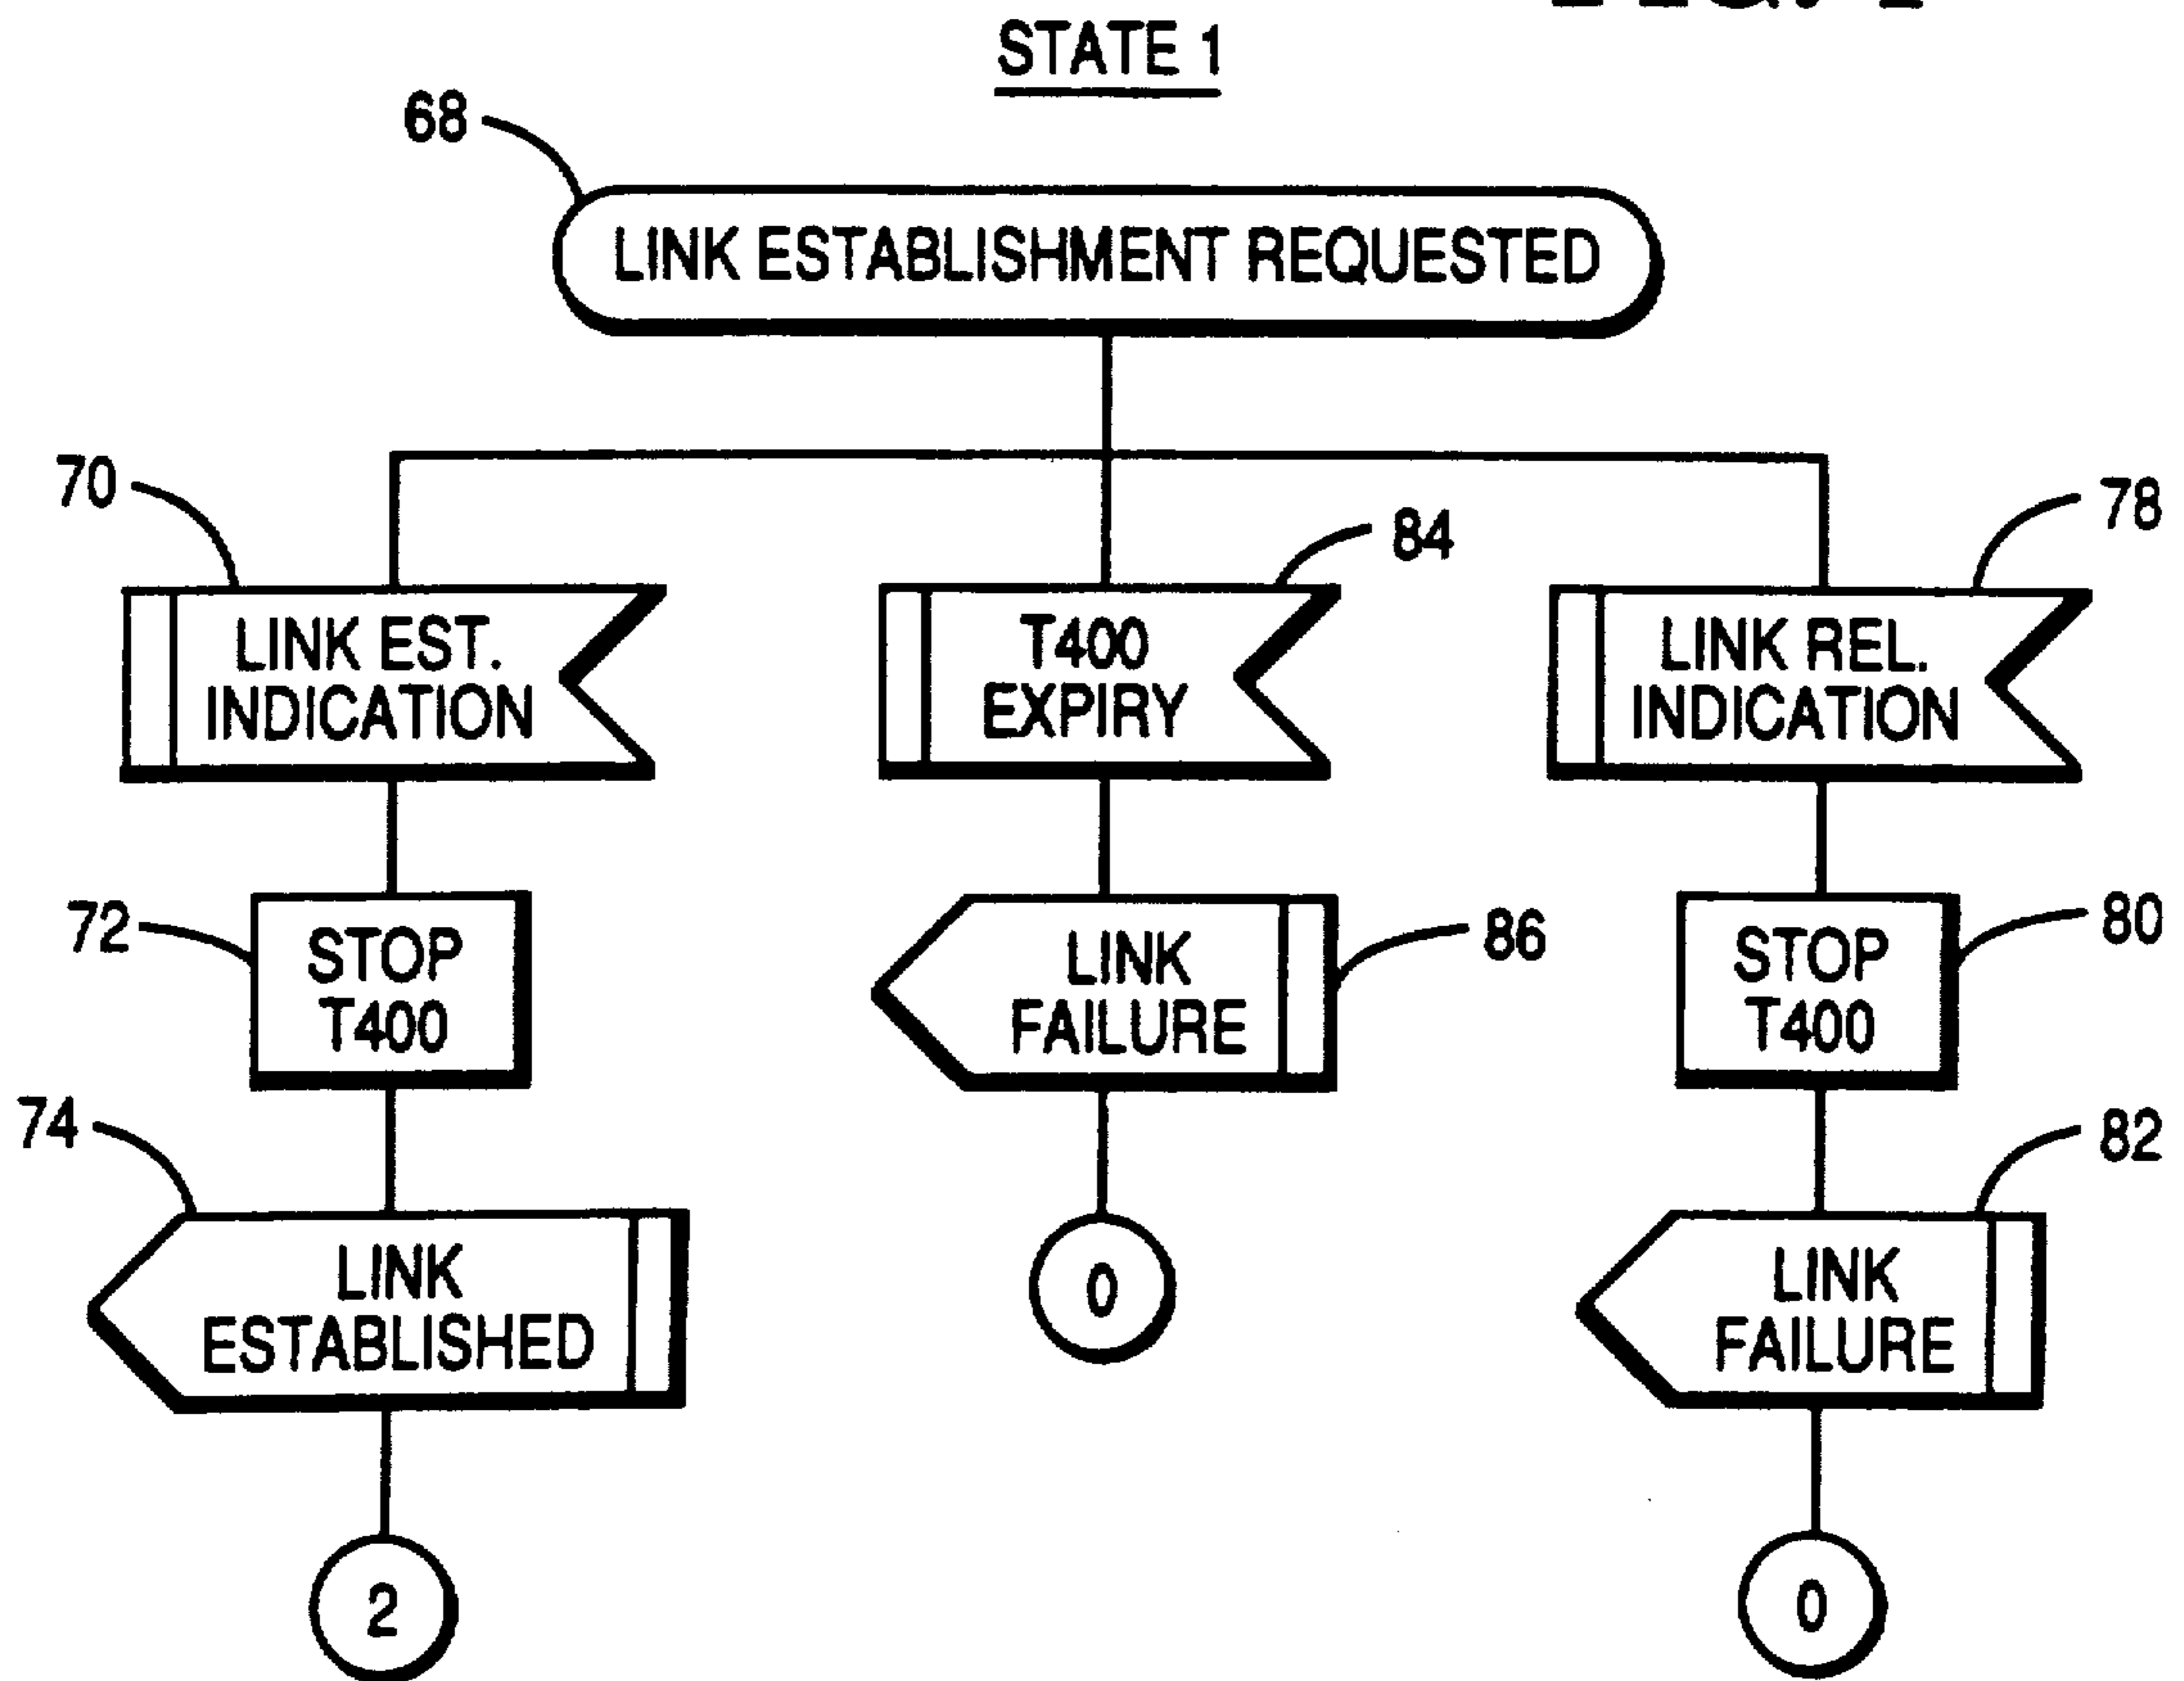 STATE 1
68
LINK ESTABLISHMENT REQUESTED
70
84
78
LINK EST.
INDICATION
T400
EXPIRY
LINK REL.
INDICATION
72
STOP
T400
LINK
FAILURE
86
STOP
T400
80
74
LINK
ESTABLISHED
0
82
LINK
FAILURE
2
0